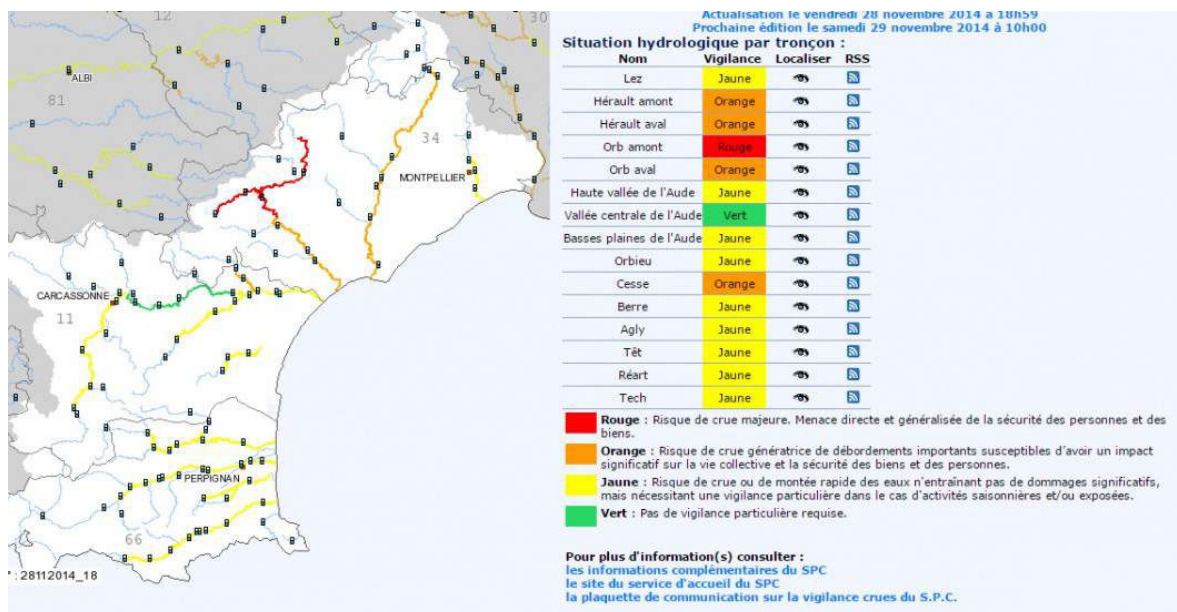 12
30
ALBI
81
34
MONTPELLIER
CARCASSONNE
11
PERPIGNAN
66
: 28112014_18
Actualisation le vendredi 28 novembre 2014 à 18h59
Prochaine édition le samedi 29 novembre 2014 à 10h00
Situation hydrologique par tronçon :
Nom Vigilance Localiser RSS
Lez Jaune
Hérault amont Orange
Hérault aval Orange
Orb amont Rouge
Orb aval Orange
Haute vallée de l'Aude Jaune
Vallée centrale de l'Aude Vert
Basses plaines de l'Aude Jaune
Orbieu Jaune
Cesse Orange
Berre Jaune
Agly Jaune
Têt Jaune
Réart Jaune
Tech Jaune
Rouge : Risque de crue majeure. Menace directe et généralisée de la sécurité des personnes et des
biens.
Orange : Risque de crue génératrice de débordements importants susceptibles d'avoir un impact
significatif sur la vie collective et la sécurité des biens et des personnes.
Jaune : Risque de crue ou de montée rapide des eaux n'entraînant pas de dommages significatifs,
mais nécessitant une vigilance particulière dans le cas d'activités saisonnières et/ou exposées.
Vert : Pas de vigilance particulière requise.
Pour plus d'information(s) consulter :
les informations complémentaires du SPC
le site du service d'accueil du SPC
la plaquette de communication sur la vigilance crues du S.P.C.